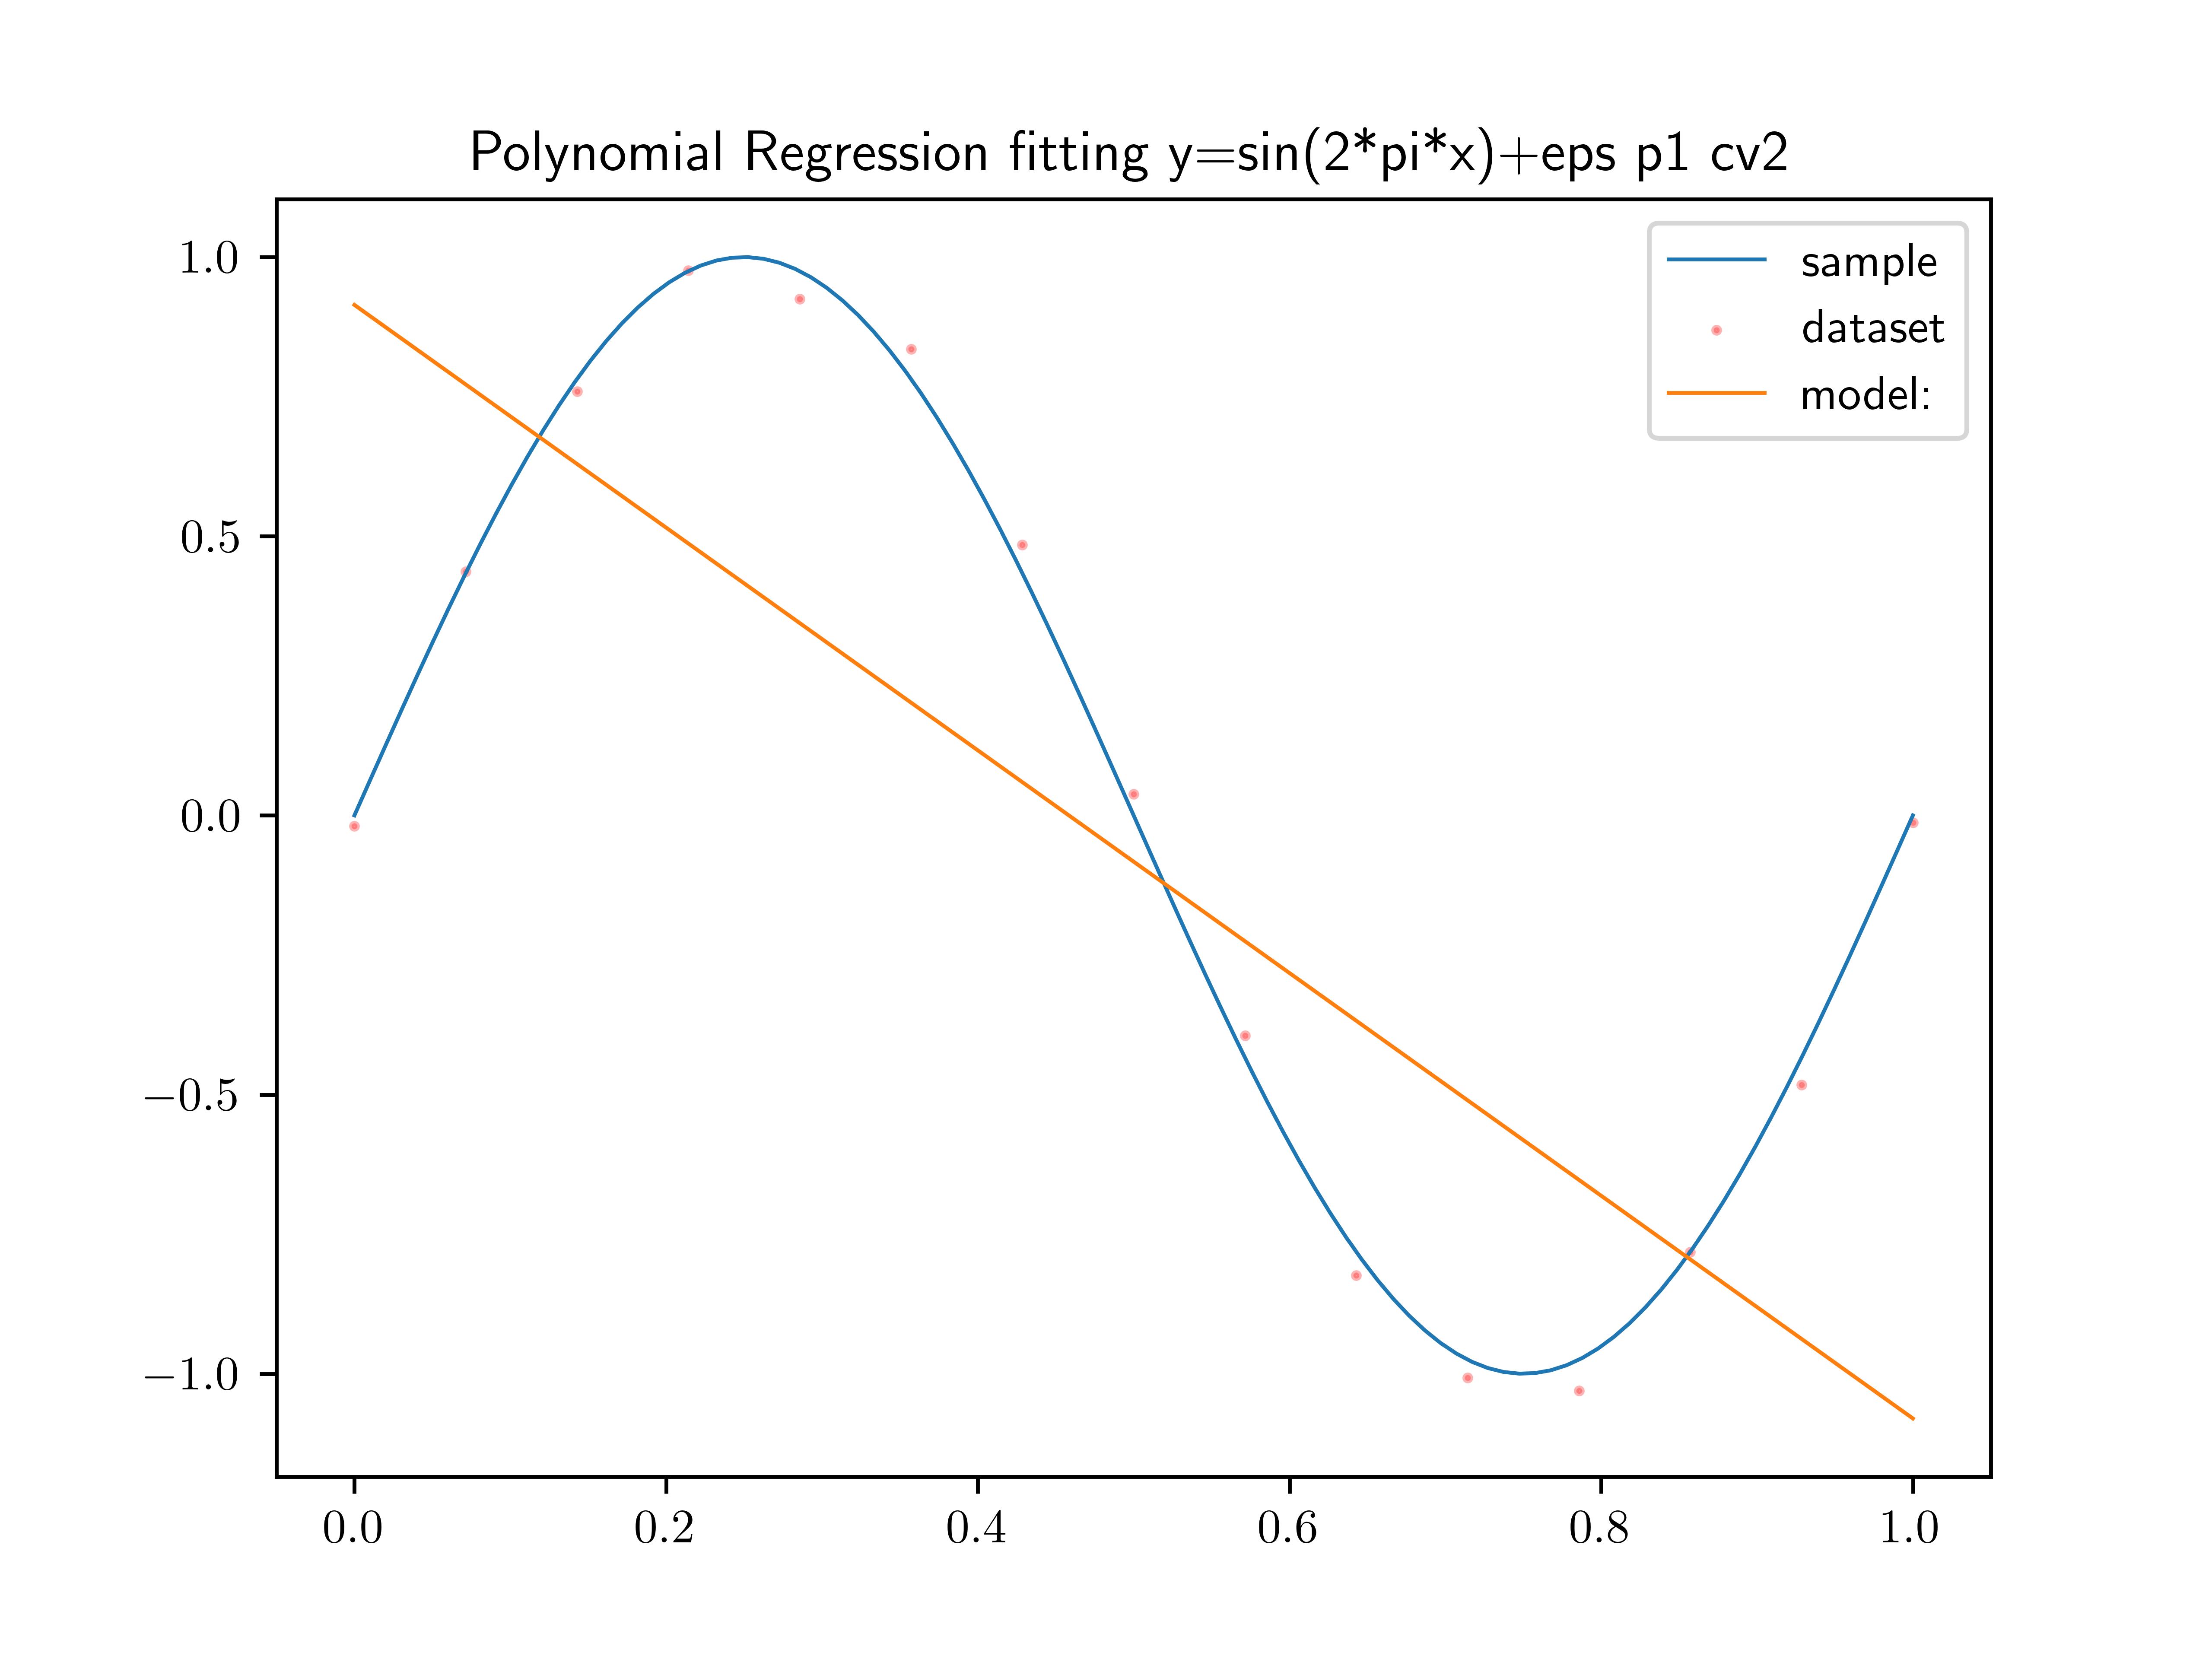 Polynomial Regression fitting y=sin(2*pi*x)+eps p1 cv2
sample
dataset
model:
1.0
0.5
0.0
−0.5
−1.0
0.0 0.2 0.4 0.6 0.8 1.0